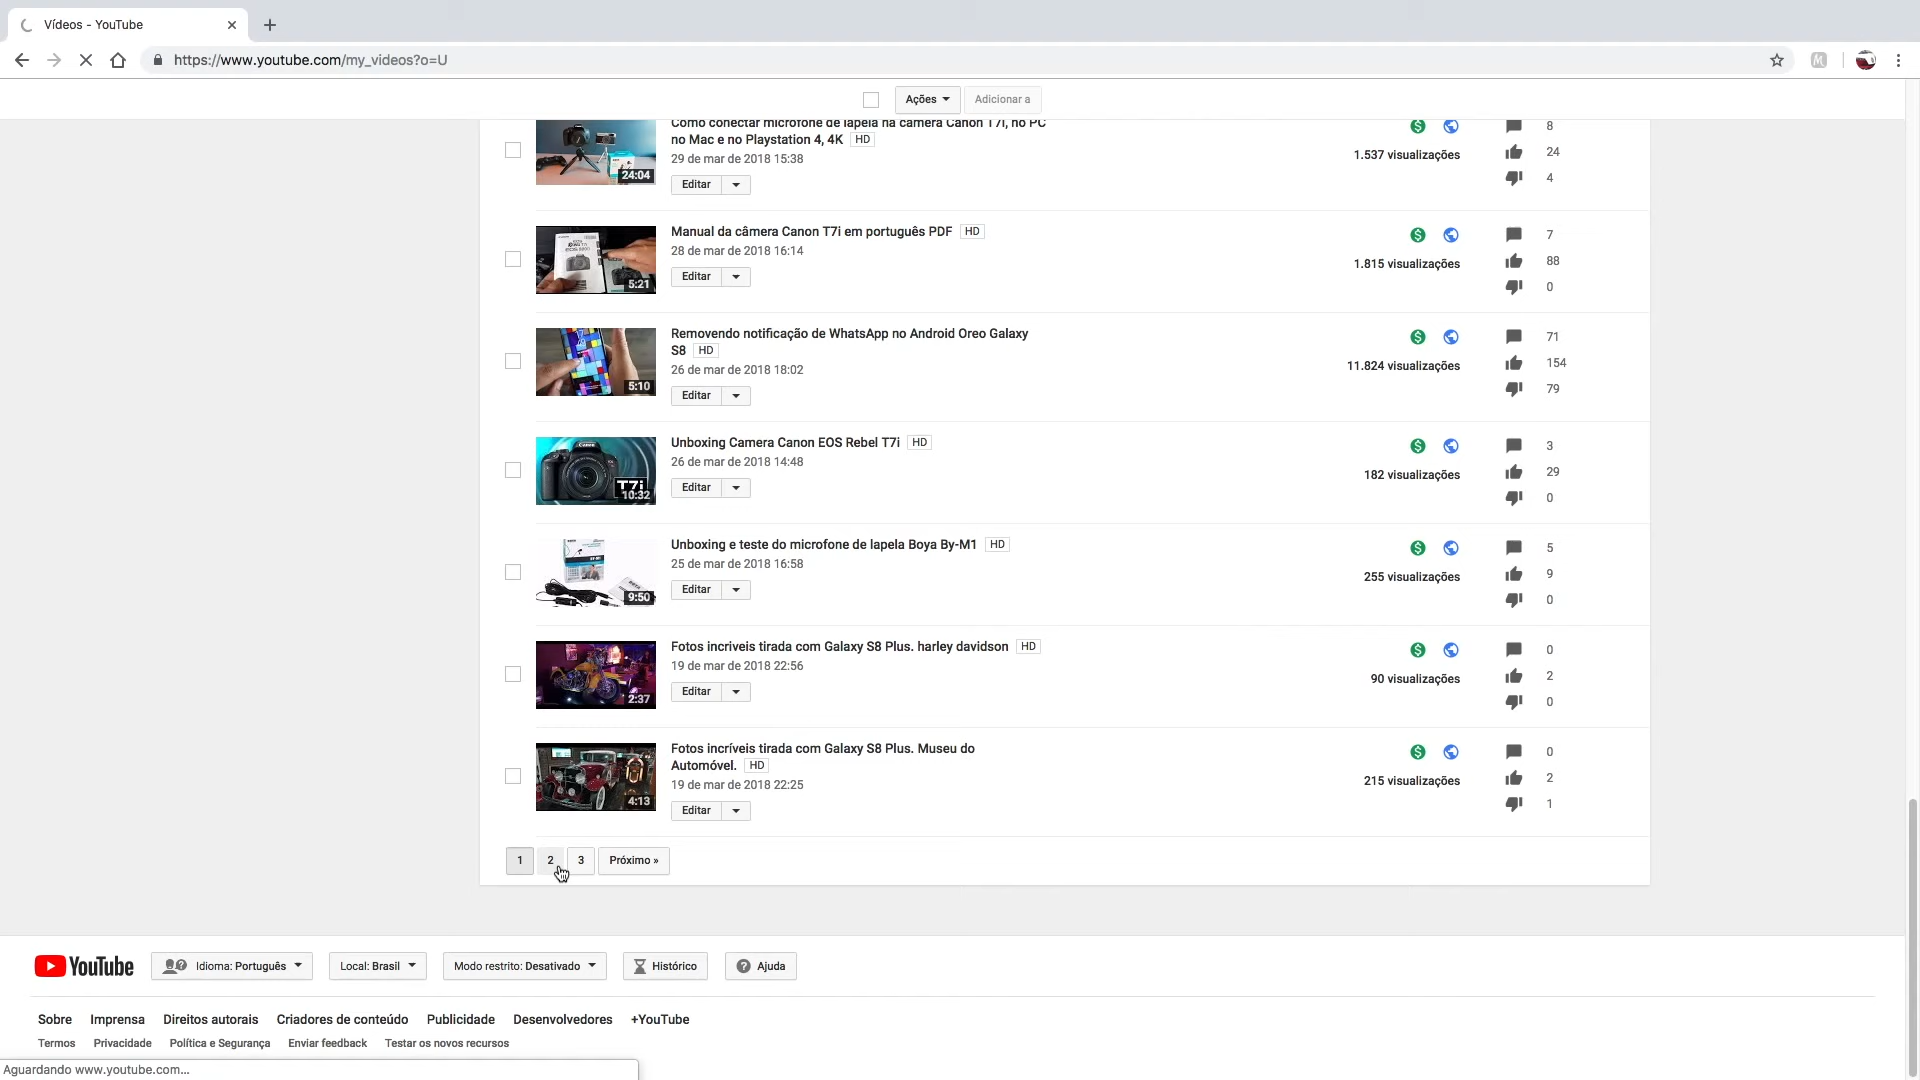 Vídeos - YouTube
https://www.youtube.com/my_videos?o=U
Ações
Adicionar a
Como conectar microfone de lapela na câmera Canon T7i, no PC
no Mac e no Playstation 4, 4K HD
29 de mar de 2018 15:38
Editar
24:04
1.537 visualizações
8
24
4
Manual da câmera Canon T7i em português PDF HD
28 de mar de 2018 16:14
Editar
5:21
1.815 visualizações
7
88
0
Removendo notificação de WhatsApp no Android Oreo Galaxy
S8 HD
26 de mar de 2018 18:02
Editar
5:10
11.824 visualizações
71
154
79
Unboxing Camera Canon EOS Rebel T7i HD
26 de mar de 2018 14:48
Editar
Canon
T7i
10:32
182 visualizações
3
29
0
Unboxing e teste do microfone de lapela Boya By-M1 HD
25 de mar de 2018 16:58
Editar
9:50
255 visualizações
5
9
0
Fotos incriveis tirada com Galaxy S8 Plus. harley davidson HD
19 de mar de 2018 22:56
Editar
2:37
90 visualizações
0
2
0
Fotos incríveis tirada com Galaxy S8 Plus. Museu do
Automóvel. HD
19 de mar de 2018 22:25
Editar
4:13
215 visualizações
0
2
1
1 2 3 Próximo »
YouTube Idioma: Português Local: Brasil Modo restrito: Desativado Histórico Ajuda
Sobre Imprensa Direitos autorais Criadores de conteúdo Publicidade Desenvolvedores +YouTube
Termos Privacidade Política e Segurança Enviar feedback Testar os novos recursos
Aguardando www.youtube.com...